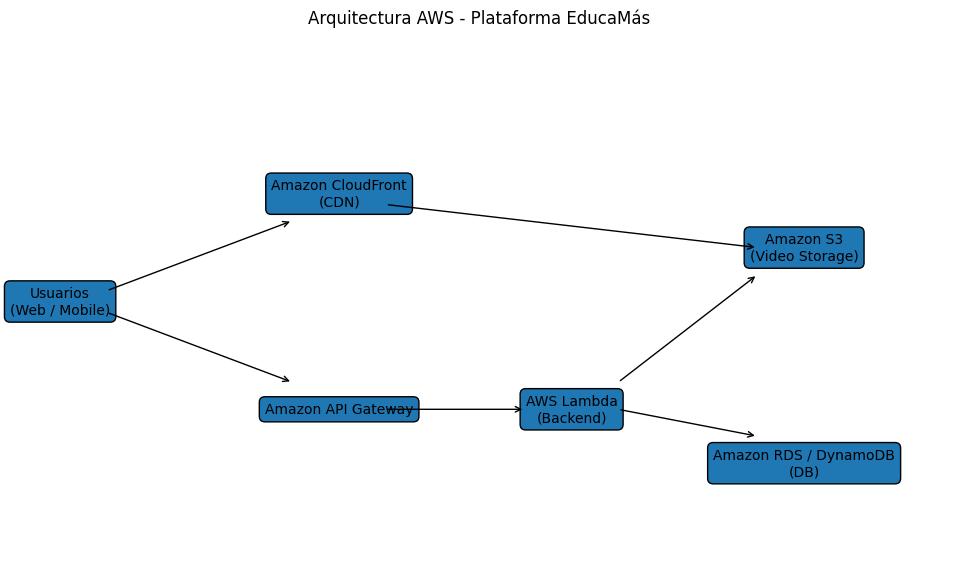 Arquitectura AWS - Plataforma EducaMás
Amazon CloudFront
(CDN)
Amazon S3
(Video Storage)
Usuarios
(Web / Mobile)
Amazon API Gateway
AWS Lambda
(Backend)
Amazon RDS / DynamoDB
(DB)